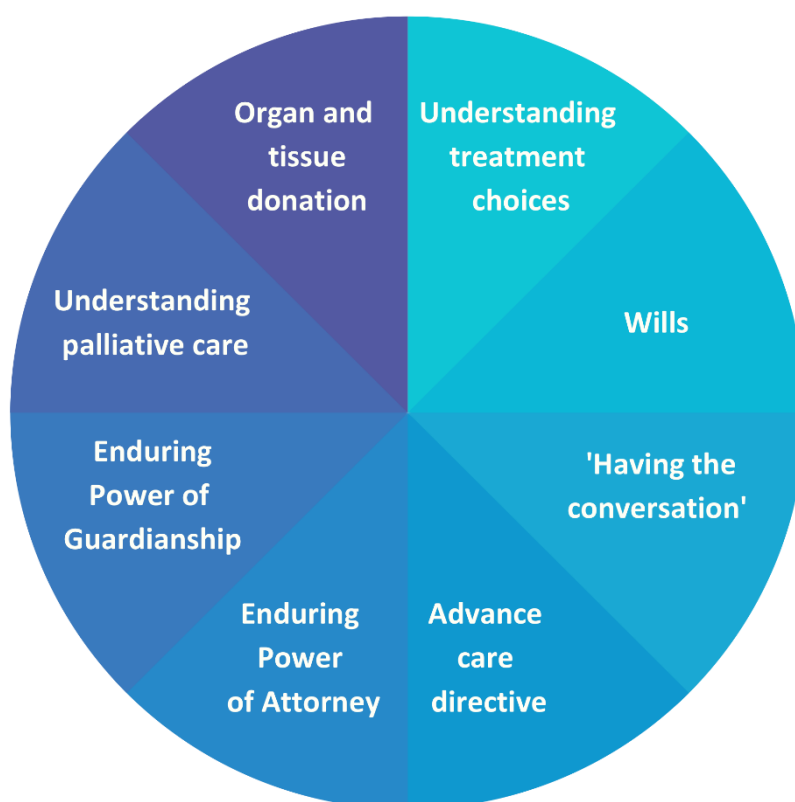 Understanding
treatment
choices
Wills
'Having the
conversation'
Advance
care
directive
Enduring
Power
of Attorney
Enduring
Power of
Guardianship
Understanding
palliative care
Organ and
tissue
donation